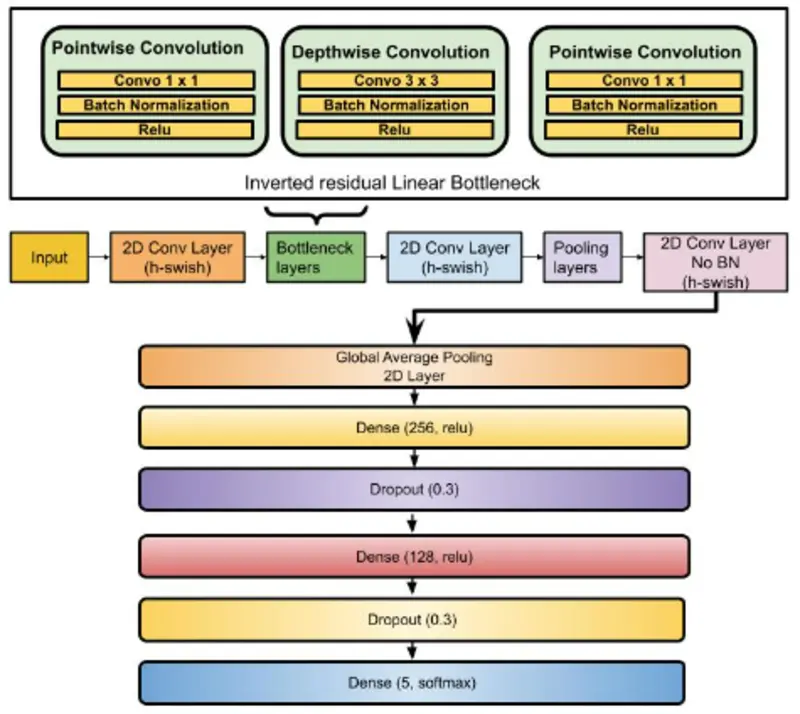 Pointwise Convolution
Convo 1 x 1
Batch Normalization
Relu
Depthwise Convolution
Convo 3 x 3
Batch Normalization
Relu
Pointwise Convolution
Convo 1 x 1
Batch Normalization
Relu
Inverted residual Linear Bottleneck
Input
2D Conv Layer
(h-swish)
Bottleneck
layers
2D Conv Layer
(h-swish)
Pooling
layers
2D Conv Layer
No BN
(h-swish)
Global Average Pooling
2D Layer
Dense (256, relu)
Dropout (0.3)
Dense (128, relu)
Dropout (0.3)
Dense (5, softmax)